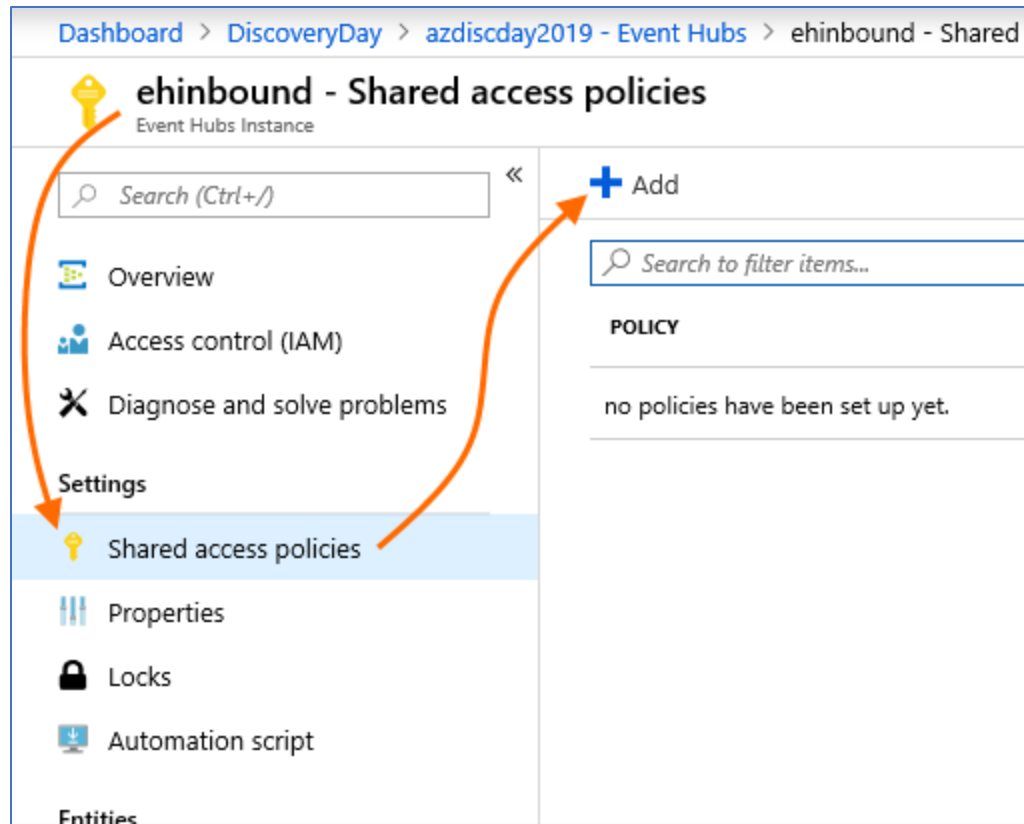 Dashboard > DiscoveryDay > azdiscday2019 - Event Hubs > ehinbound - Shared
ehinbound - Shared access policies
Event Hubs Instance
Search (Ctrl+/)
«
Overview
Access control (IAM)
Diagnose and solve problems
Settings
Shared access policies
Properties
Locks
Automation script
Entities
Add
Search to filter items...
POLICY
no policies have been set up yet.